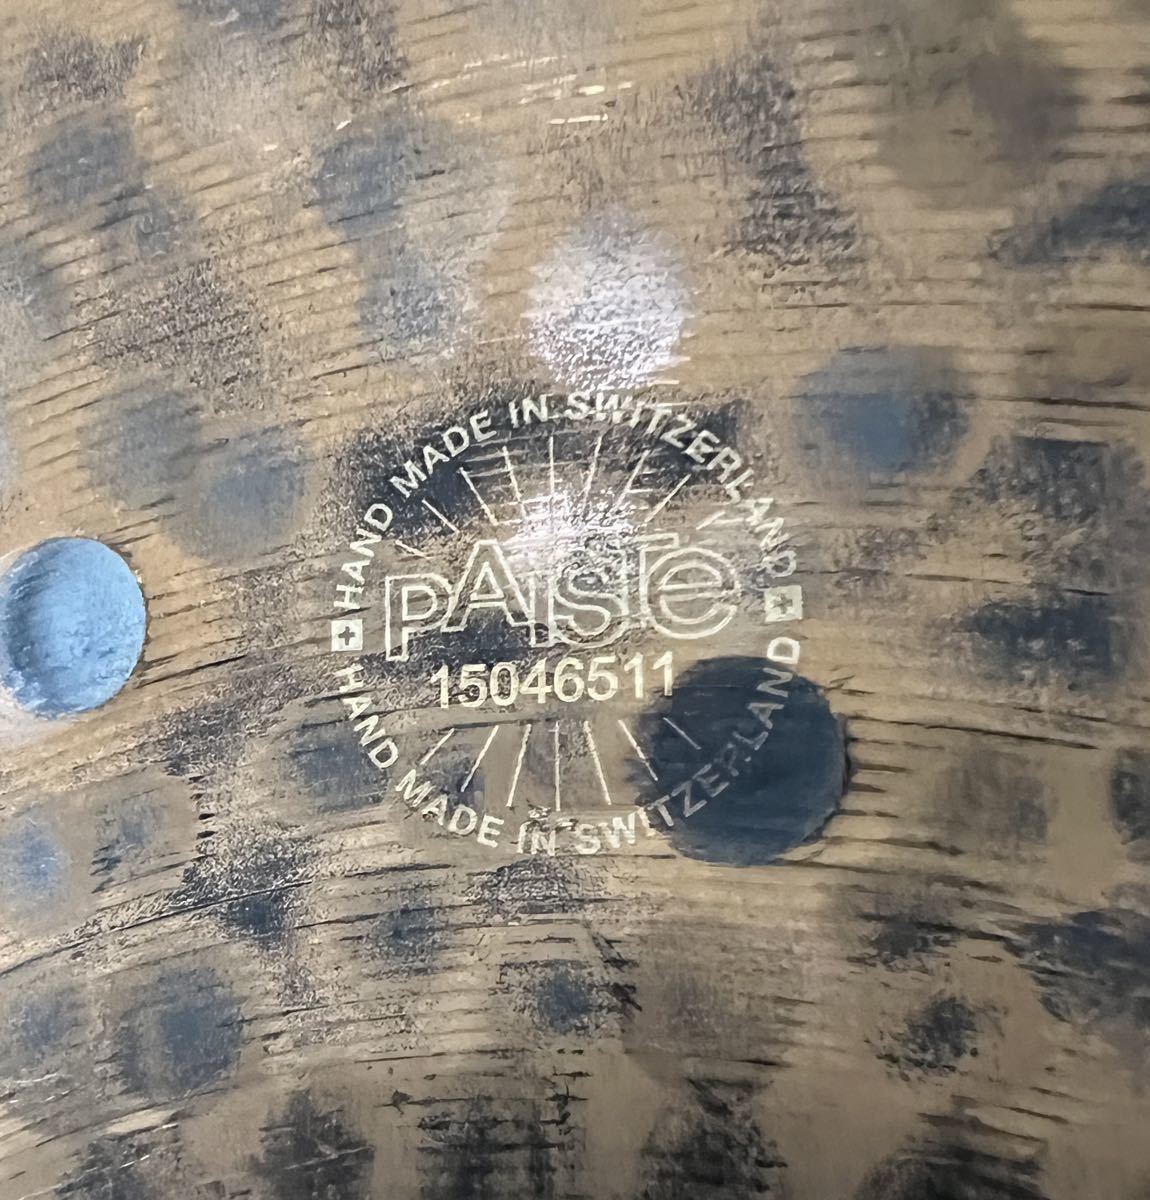 HAND MADE IN SWITZERLAND
PAiSTe
15046511
HAND MADE IN SWITZERLAND